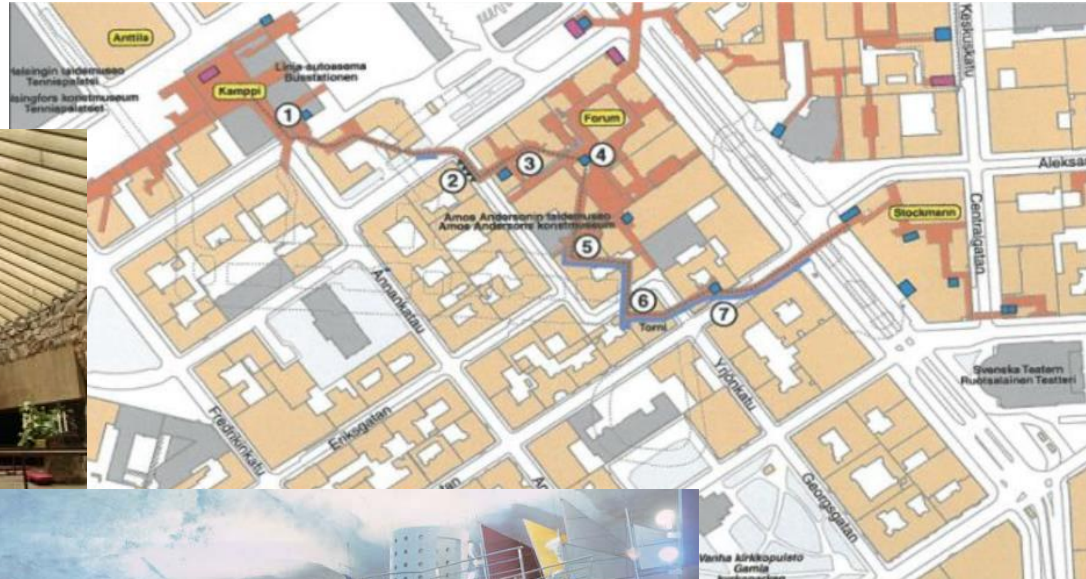 Anttila
Helsingin taidemuseo
Tennispalatsi
Helsingfors konstmuseum
Tennispalatset
Linja-autoasema
Busstationen
Kamppi
1
2
3
Forum
4
Amos Andersonin taidemuseo
Amos Andersons konstmuseum
5
6
Torni
7
Keskuskatu
Aleksa
Stockmann
Centralgatan
Svenska Teatern
Ruotsalainen Teatteri
Annankatau
Yrjönkatu
Fredrikinkatu
Eriksgatan
Georgsgatan
Vanha kirkkopuisto
Gamla